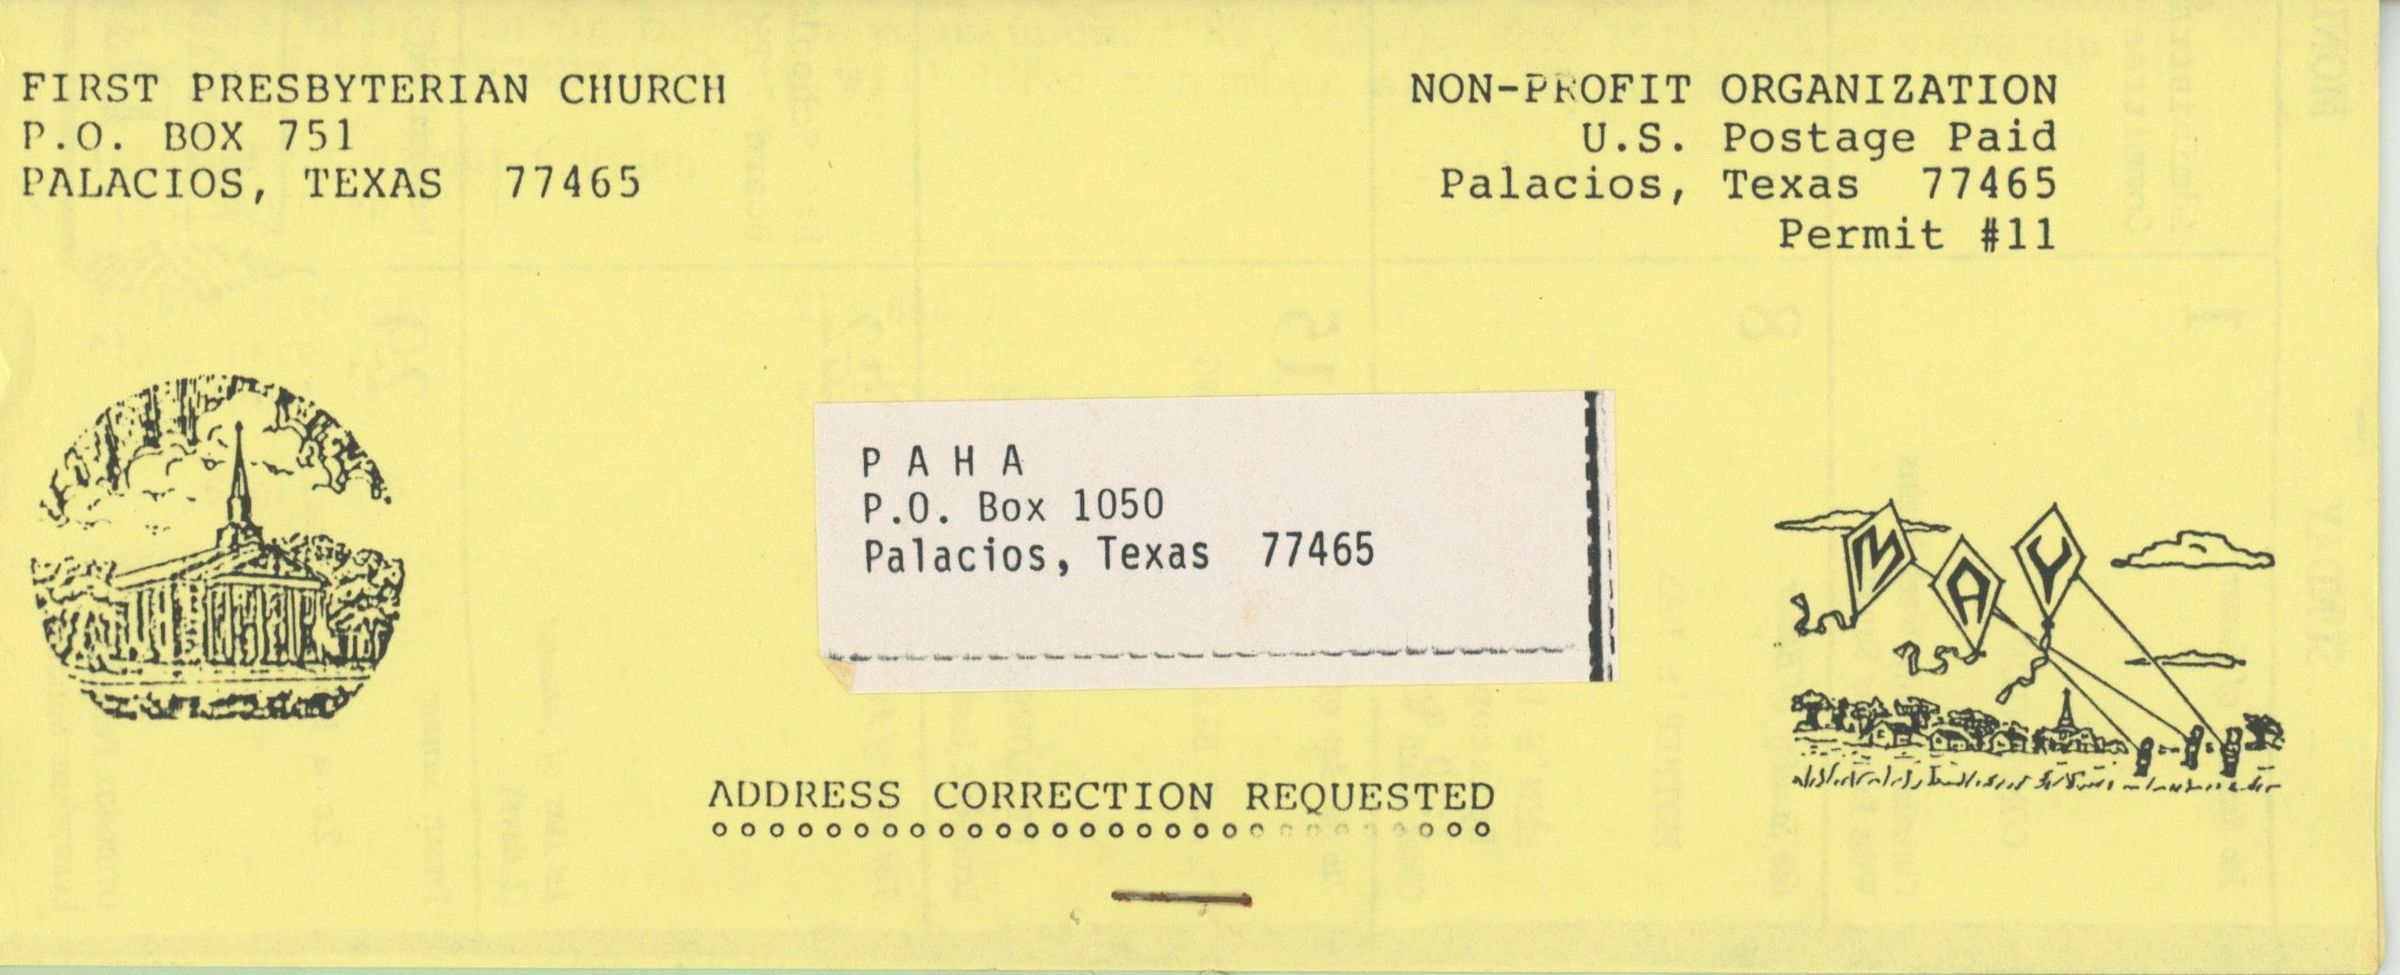 FIRST PRESBYTERIAN CHURCH
P.O. BOX 751
PALACIOS, TEXAS 77465
NON-PROFIT ORGANIZATION
U.S. Postage Paid
Palacios, Texas 77465
Permit #11
P A H A
P.O. Box 1050
Palacios, Texas 77465
MAY
ADDRESS CORRECTION REQUESTED